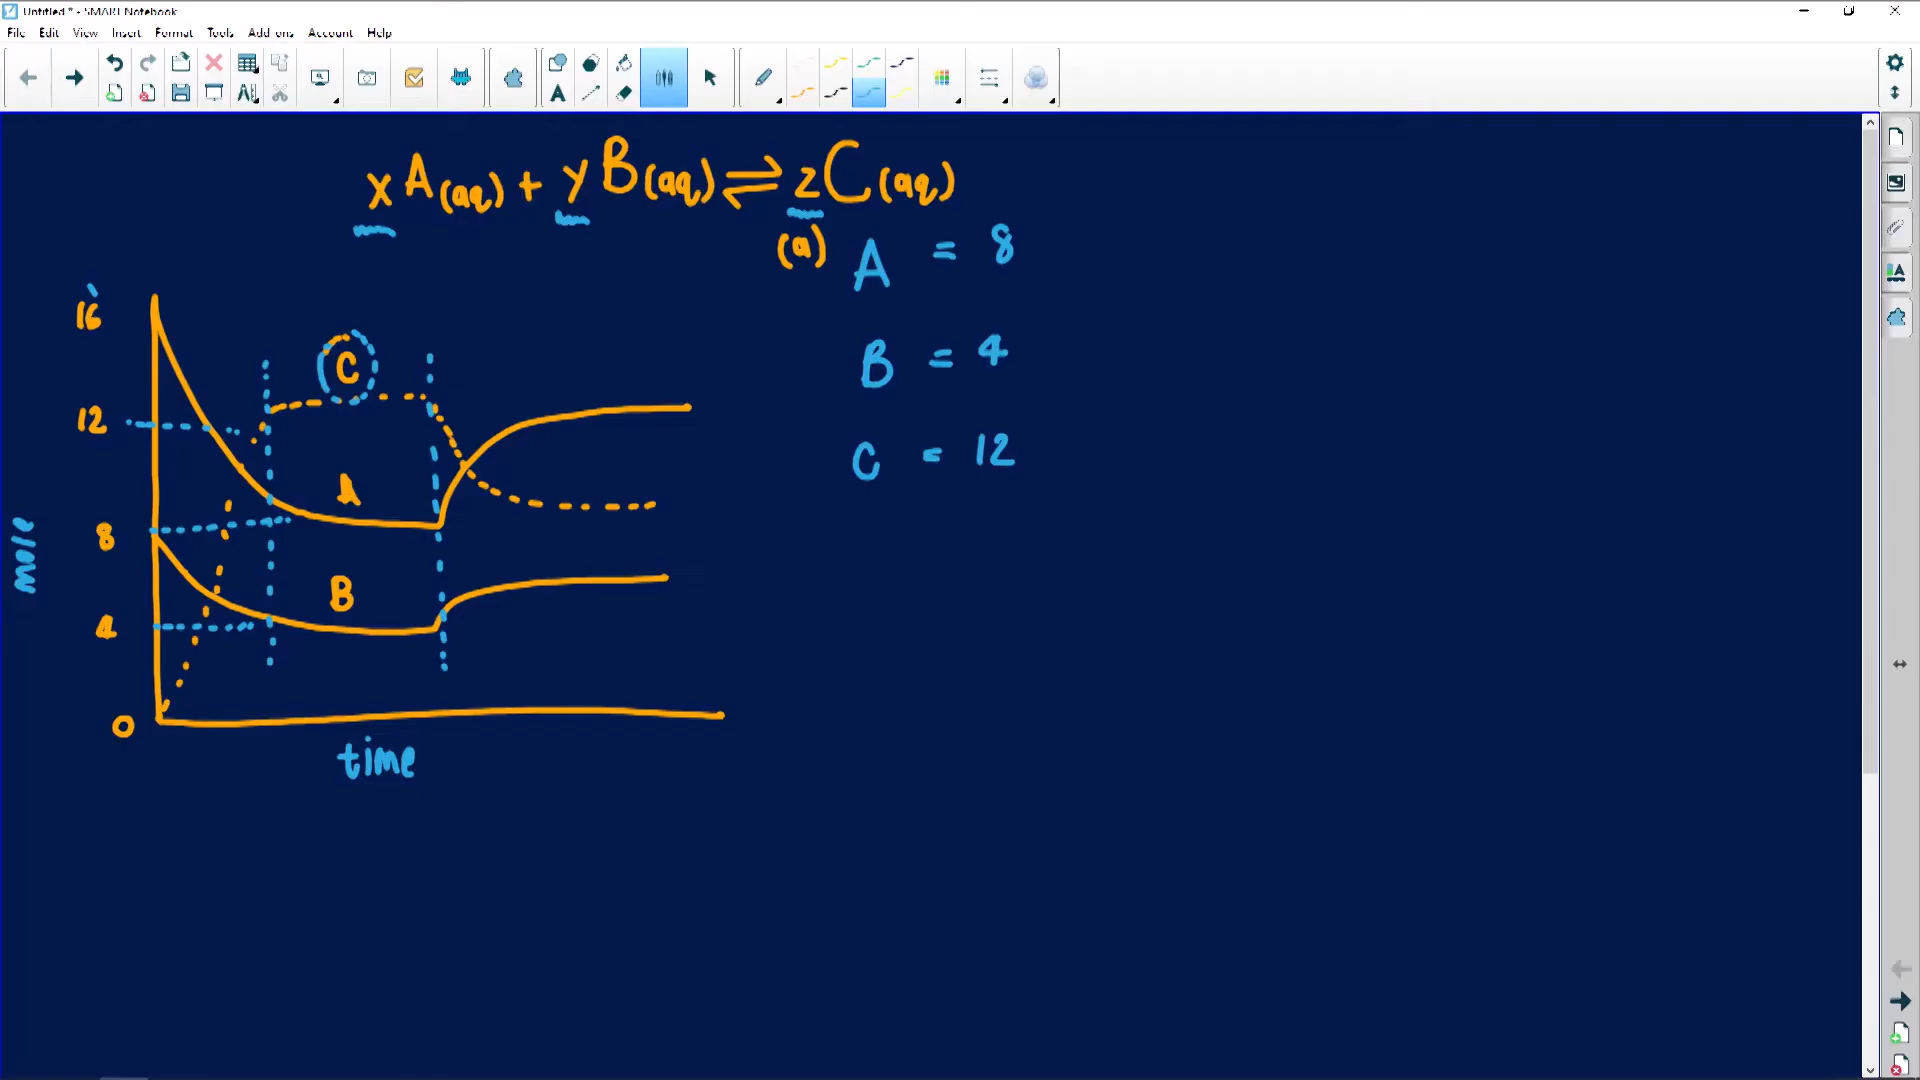 Untitled * - SMART Notebook
File Edit View Insert Format Tools Add-ons Account Help
xA(aq) + yB(aq) ⇌ zC(aq)
(a) A = 8
B = 4
C = 12
16
12
8
4
0
mole
C
A
B
time